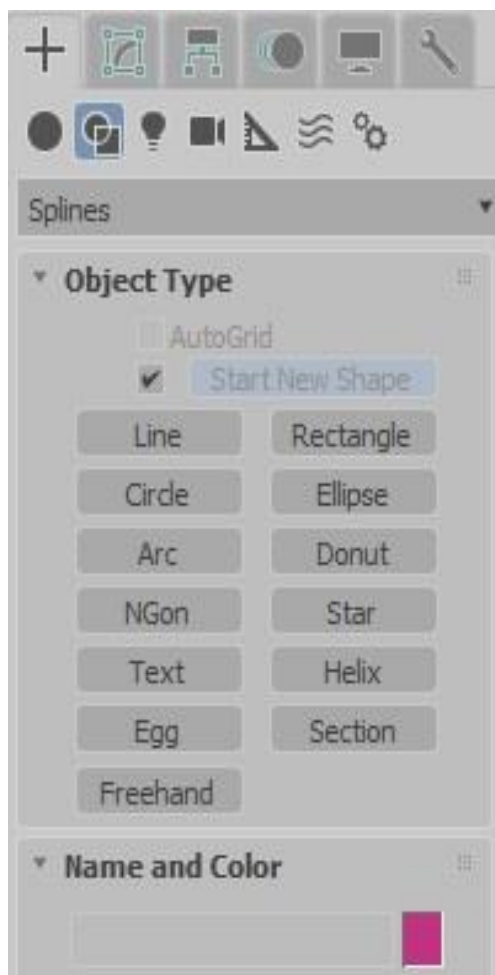 Splines
Object Type
AutoGrid
Start New Shape
Line Rectangle
Circle Ellipse
Arc Donut
NGon Star
Text Helix
Egg Section
Freehand
Name and Color